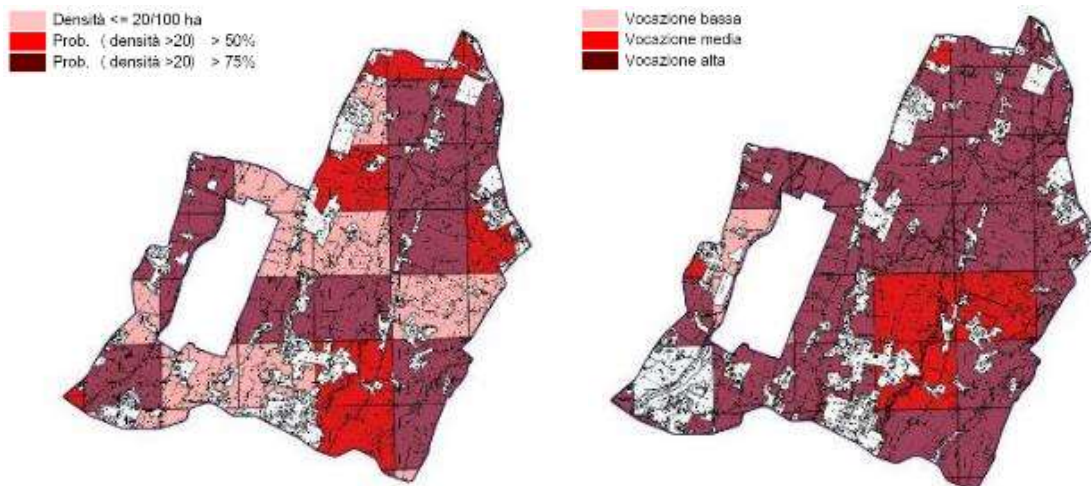 Densità <= 20/100 ha
Prob. ( densità >20) > 50%
Prob. ( densità >20) > 75%
Vocazione bassa
Vocazione media
Vocazione alta